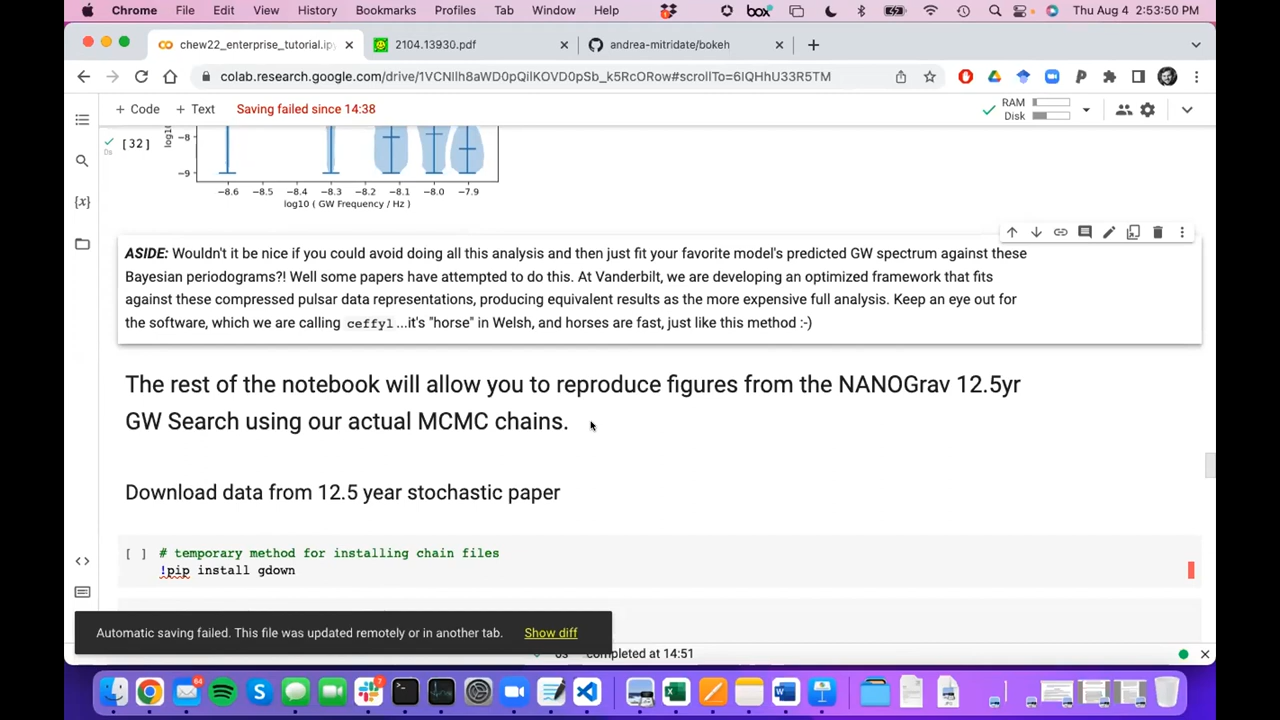 Chrome File Edit View History Bookmarks Profiles Tab Window Help box Thu Aug 4 2:53:50 PM
chew22_enterprise_tutorial.ip 2104.13930.pdf andrea-mitridate/bokeh
colab.research.google.com/drive/1VCNIlh8aWD0pQiIKOVD0pSb_k5RcORow#scrollTo=6IQHhU33R5TM
+ Code + Text Saving failed since 14:38 RAM Disk
[32]
0s
log10
−8
−9
−8.6 −8.5 −8.4 −8.3 −8.2 −8.1 −8.0 −7.9
log10 ( GW Frequency / Hz )
ASIDE: Wouldn't it be nice if you could avoid doing all this analysis and then just fit your favorite model's predicted GW spectrum against these
Bayesian periodograms?! Well some papers have attempted to do this. At Vanderbilt, we are developing an optimized framework that fits
against these compressed pulsar data representations, producing equivalent results as the more expensive full analysis. Keep an eye out for
the software, which we are calling ceffyl...it's "horse" in Welsh, and horses are fast, just like this method :-)
The rest of the notebook will allow you to reproduce figures from the NANOGrav 12.5yr
GW Search using our actual MCMC chains.
Download data from 12.5 year stochastic paper
[ ] # temporary method for installing chain files
!pip install gdown
Automatic saving failed. This file was updated remotely or in another tab. Show diff
completed at 14:51